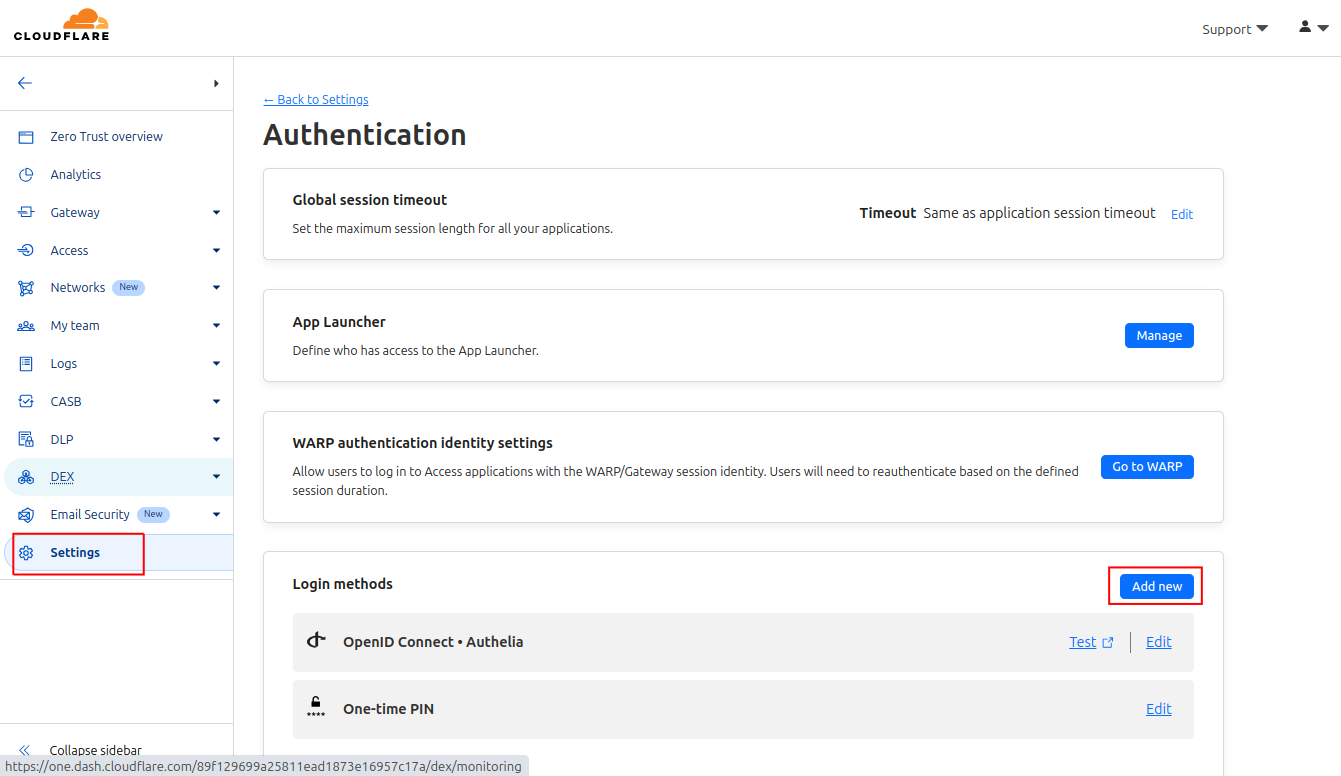 CLOUDFLARE
Support
← Back to Settings
Authentication
Zero Trust overview
Analytics
Gateway
Access
Networks New
My team
Logs
CASB
DLP
DEX
Email Security New
Settings
Collapse sidebar
Global session timeout
Set the maximum session length for all your applications.
Timeout Same as application session timeout Edit
App Launcher
Define who has access to the App Launcher.
Manage
WARP authentication identity settings
Allow users to log in to Access applications with the WARP/Gateway session identity. Users will need to reauthenticate based on the defined
session duration.
Go to WARP
Login methods
Add new
OpenID Connect • Authelia
Test
Edit
One-time PIN
Edit
https://one.dash.cloudflare.com/89f129699a25811ead1873e16957c17a/dex/monitoring